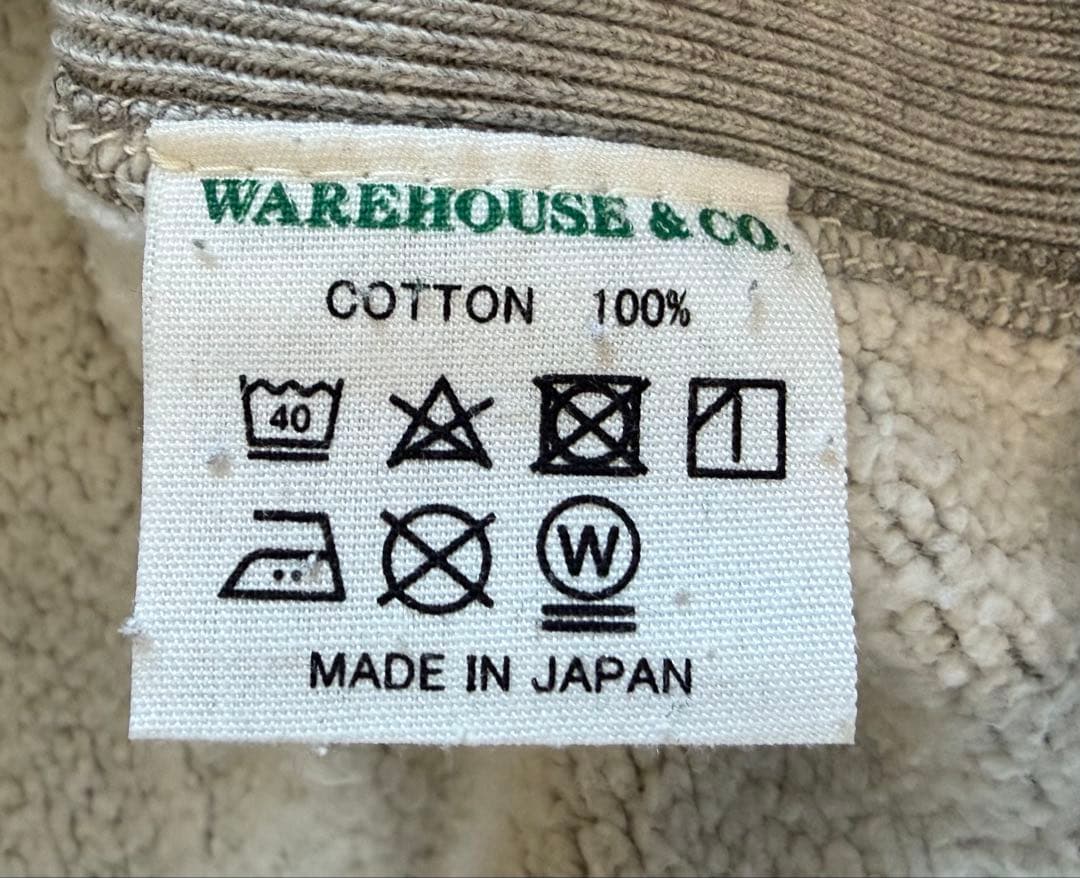 WAREHOUSE & CO.
COTTON 100%
40
W
MADE IN JAPAN